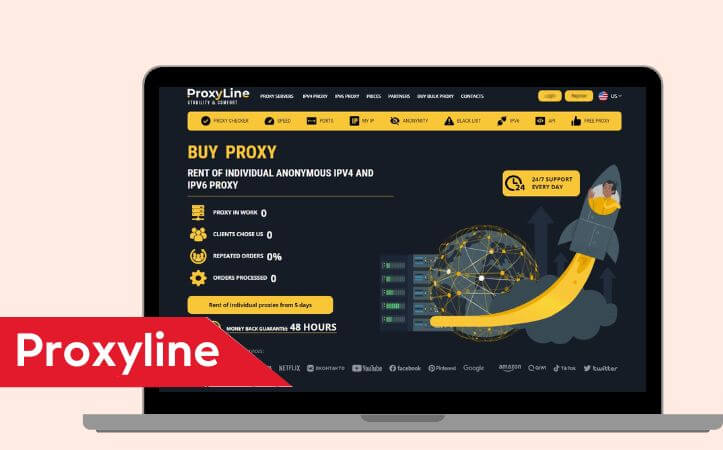 ProxyLine
STABILITY & COMFORT
PROXY SERVERS IPV4 PROXY IPV6 PROXY PRICES PARTNERS BUY BULK PROXY CONTACTS Login Register US
PROXY CHECKER SPEED PORTS MY IP ANONYMITY BLACK LIST IPV6 API FREE PROXY
BUY PROXY
RENT OF INDIVIDUAL ANONYMOUS IPV4 AND
IPV6 PROXY
24/7 SUPPORT
EVERY DAY
24
PROXY IN WORK 0
CLIENTS CHOSE US 0
REPEATED ORDERS 0%
ORDERS PROCESSED 0
Rent of individual proxies from 5 days
MONEY BACK GUARANTEE 48 HOURS
Proxyline
NETFLIX ВКОНТАКТЕ YouTube facebook Pinterest Google amazon QIWI TikTok twitter